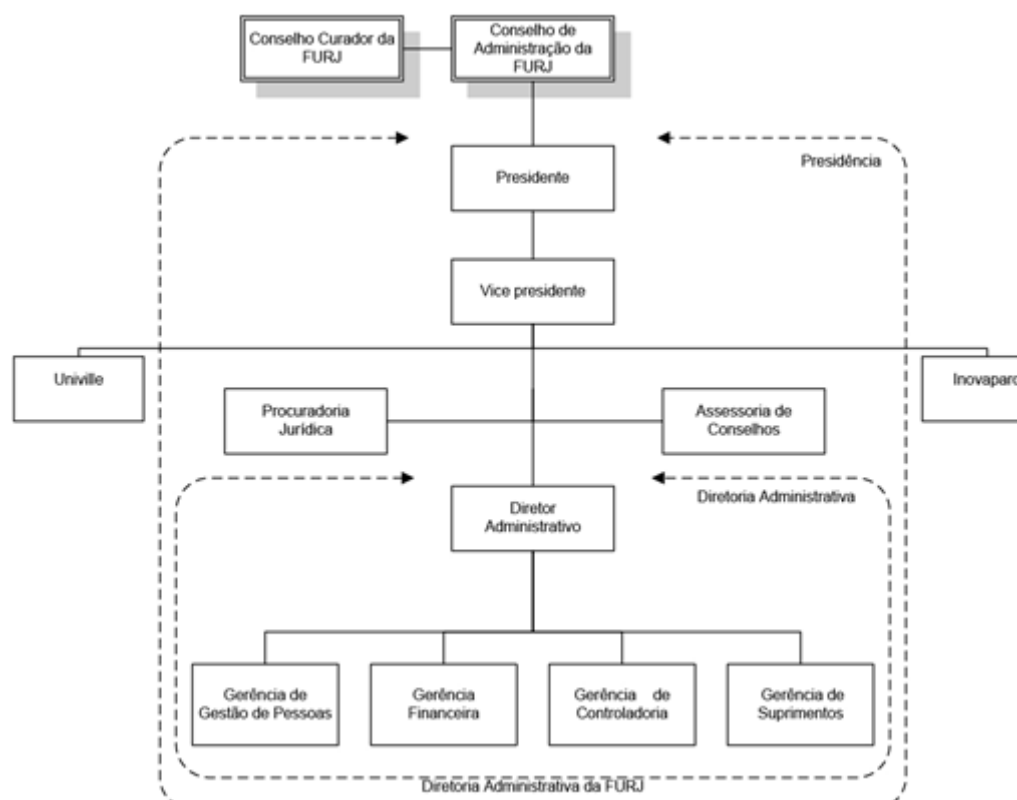 Conselho Curador da
FURJ
Conselho de
Administração da
FURJ
Presidência
Presidente
Vice presidente
Univille
Inovaparq
Procuradoria
Jurídica
Assessoria de
Conselhos
Diretoria Administrativa
Diretor
Administrativo
Gerência de
Gestão de Pessoas
Gerência
Financeira
Gerência de
Controladoria
Gerência de
Suprimentos
Diretoria Administrativa da FURJ